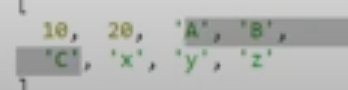 [
10, 20, 'A', 'B',
'C', 'x', 'y', 'z'
]